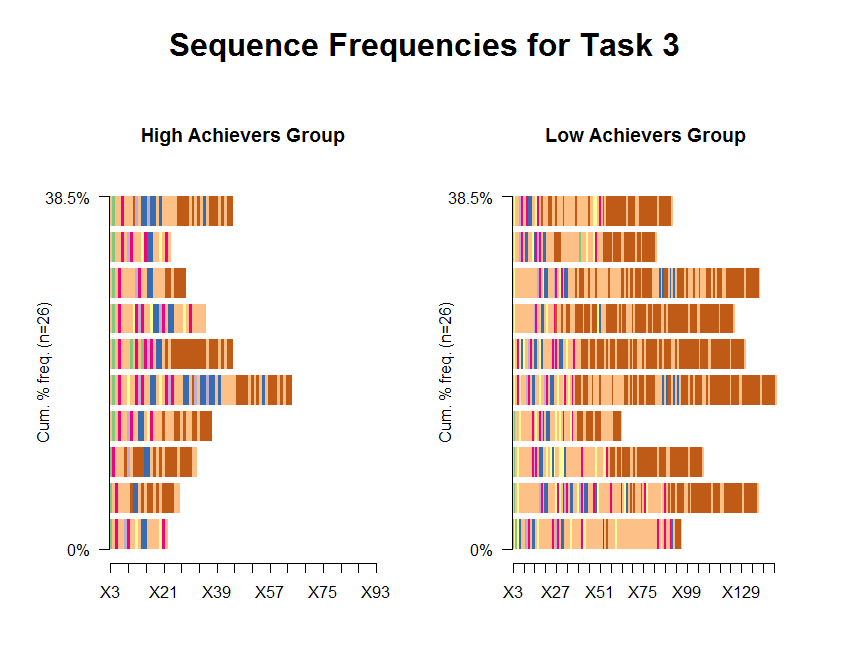 Sequence Frequencies for Task 3
High Achievers Group
Low Achievers Group
38.5%
Cum. % freq. (n=26)
0%
X3 X21 X39 X57 X75 X93
38.5%
Cum. % freq. (n=26)
0%
X3 X27 X51 X75 X99 X129